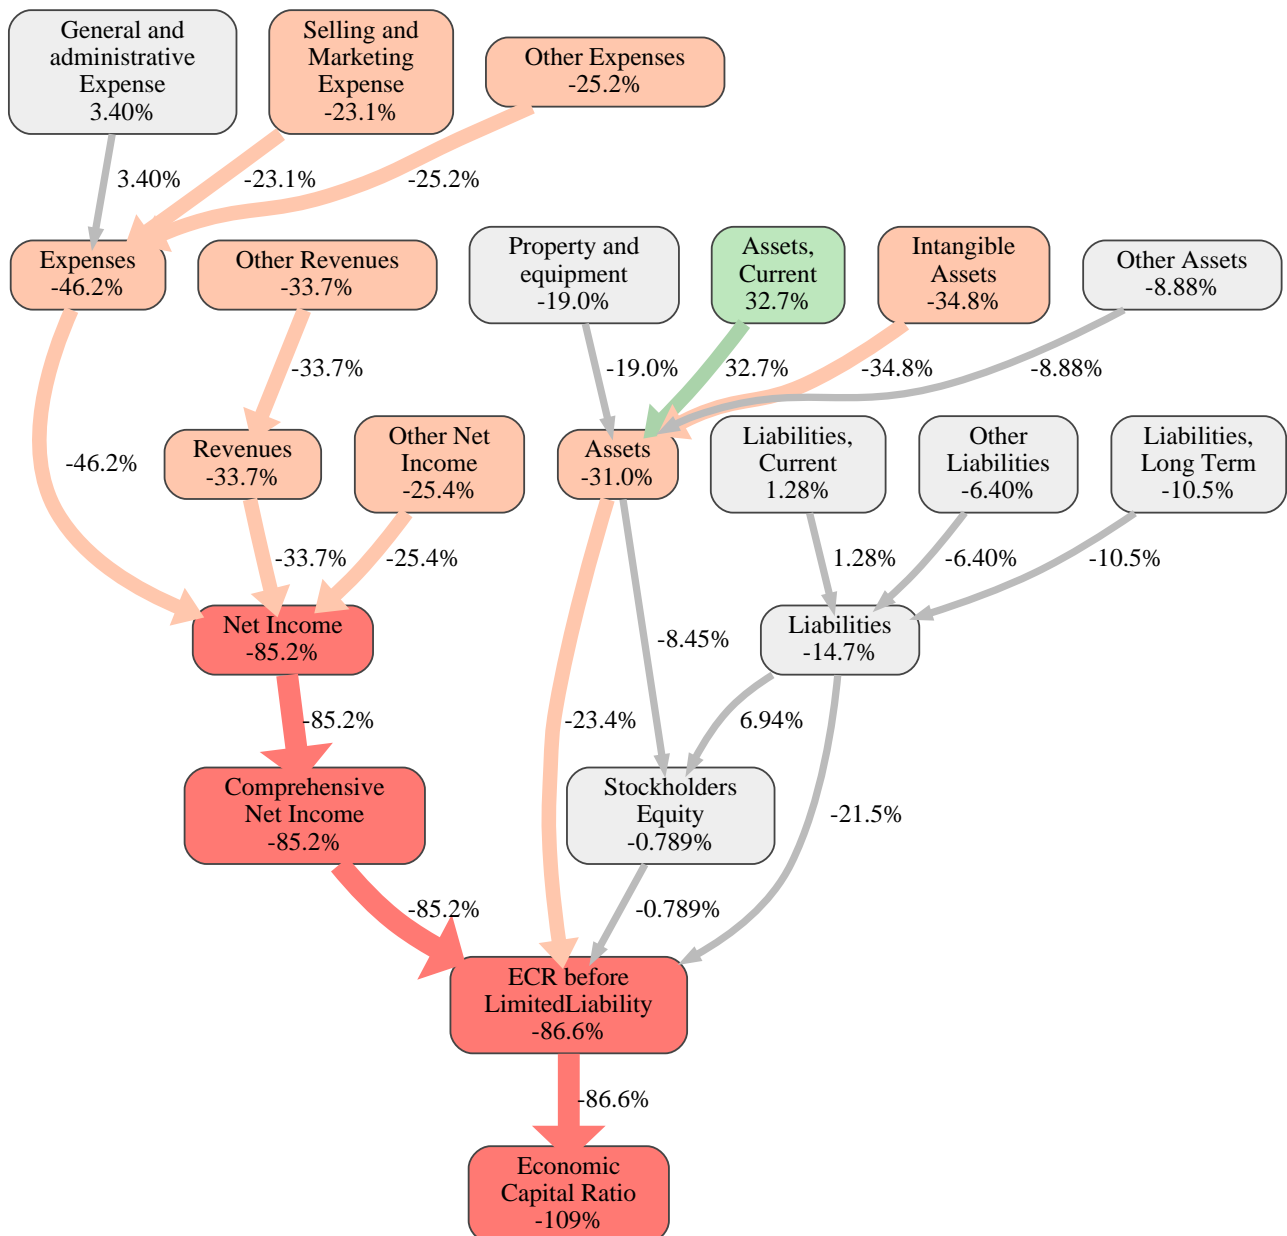 General and
administrative
Expense
3.40%
Selling and
Marketing
Expense
-23.1%
Other Expenses
-25.2%
3.40%
-23.1%
-25.2%
Expenses
-46.2%
Other Revenues
-33.7%
Property and
equipment
-19.0%
Assets,
Current
32.7%
Intangible
Assets
-34.8%
Other Assets
-8.88%
-33.7%
-19.0%
32.7%
-34.8%
-8.88%
-46.2%
Revenues
-33.7%
Other Net
Income
-25.4%
Assets
-31.0%
Liabilities,
Current
1.28%
Other
Liabilities
-6.40%
Liabilities,
Long Term
-10.5%
-33.7%
-25.4%
1.28%
-6.40%
-10.5%
Net Income
-85.2%
-8.45%
Liabilities
-14.7%
-85.2%
-23.4%
6.94%
Comprehensive
Net Income
-85.2%
Stockholders
Equity
-0.789%
-21.5%
-85.2%
-0.789%
ECR before
LimitedLiability
-86.6%
-86.6%
Economic
Capital Ratio
-109%